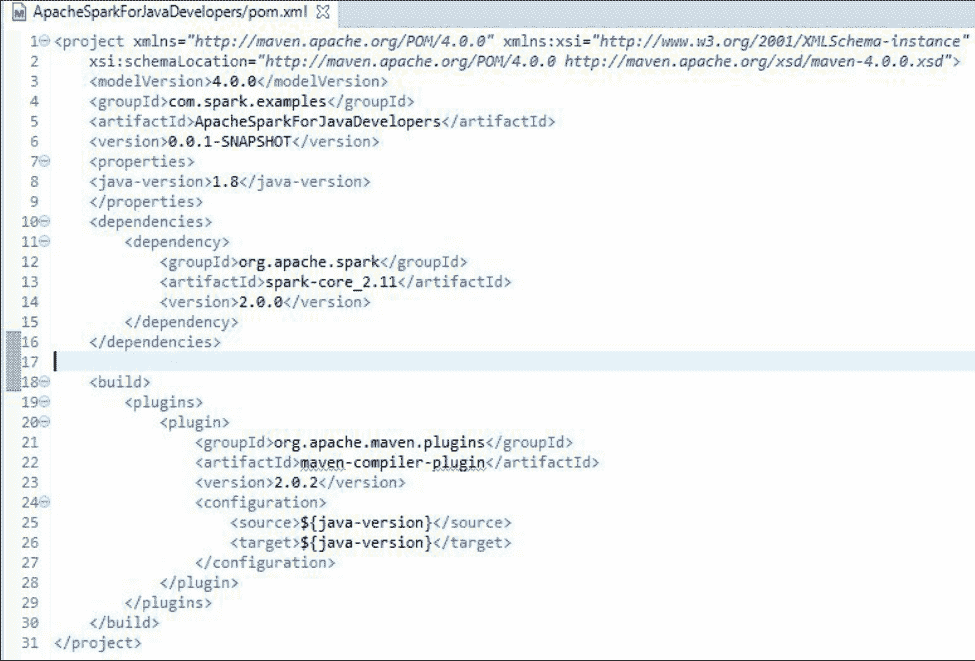 ApacheSparkForJavaDevelopers/pom.xml
1 <project xmlns="http://maven.apache.org/POM/4.0.0" xmlns:xsi="http://www.w3.org/2001/XMLSchema-instance"
2 xsi:schemaLocation="http://maven.apache.org/POM/4.0.0 http://maven.apache.org/xsd/maven-4.0.0.xsd">
3 <modelVersion>4.0.0</modelVersion>
4 <groupId>com.spark.examples</groupId>
5 <artifactId>ApacheSparkForJavaDevelopers</artifactId>
6 <version>0.0.1-SNAPSHOT</version>
7 <properties>
8 <java-version>1.8</java-version>
9 </properties>
10 <dependencies>
11 <dependency>
12 <groupId>org.apache.spark</groupId>
13 <artifactId>spark-core_2.11</artifactId>
14 <version>2.0.0</version>
15 </dependency>
16 </dependencies>
17
18 <build>
19 <plugins>
20 <plugin>
21 <groupId>org.apache.maven.plugins</groupId>
22 <artifactId>maven-compiler-plugin</artifactId>
23 <version>2.0.2</version>
24 <configuration>
25 <source>${java-version}</source>
26 <target>${java-version}</target>
27 </configuration>
28 </plugin>
29 </plugins>
30 </build>
31 </project>